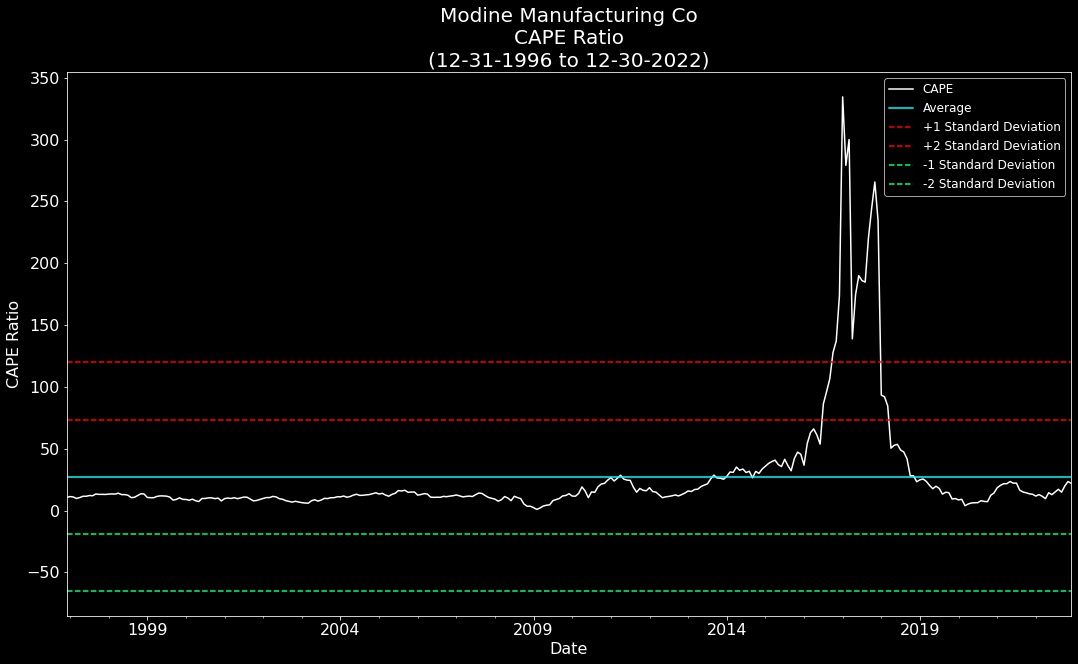 Modine Manufacturing Co
CAPE Ratio
(12-31-1996 to 12-30-2022)
CAPE
Average
+1 Standard Deviation
+2 Standard Deviation
-1 Standard Deviation
-2 Standard Deviation
CAPE Ratio
350
300
250
200
150
100
50
0
−50
1999
2004
2009
2014
2019
Date